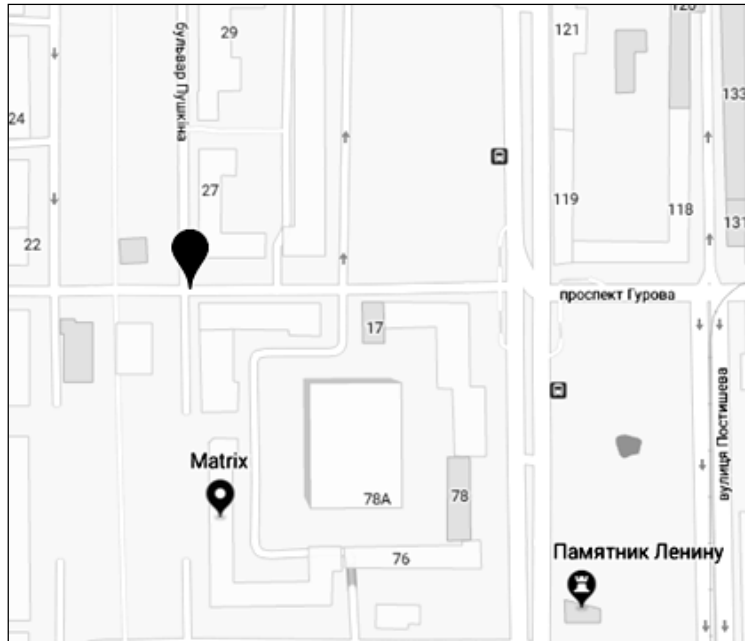 29
121
120
бульвар Пушкіна
133
24
27
119
118
131
22
проспект Гурова
17
вулиця Постишева
Matrix
78А
78
76
Памятник Ленину